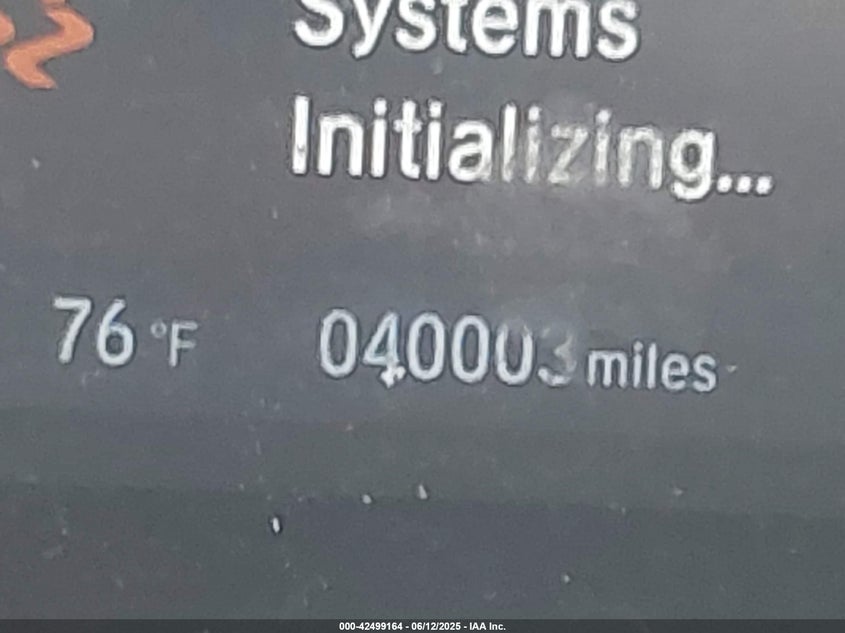 Systems
Initializing...
76 °F 040003 miles
000-42499164 - 06/12/2025 - IAA Inc.